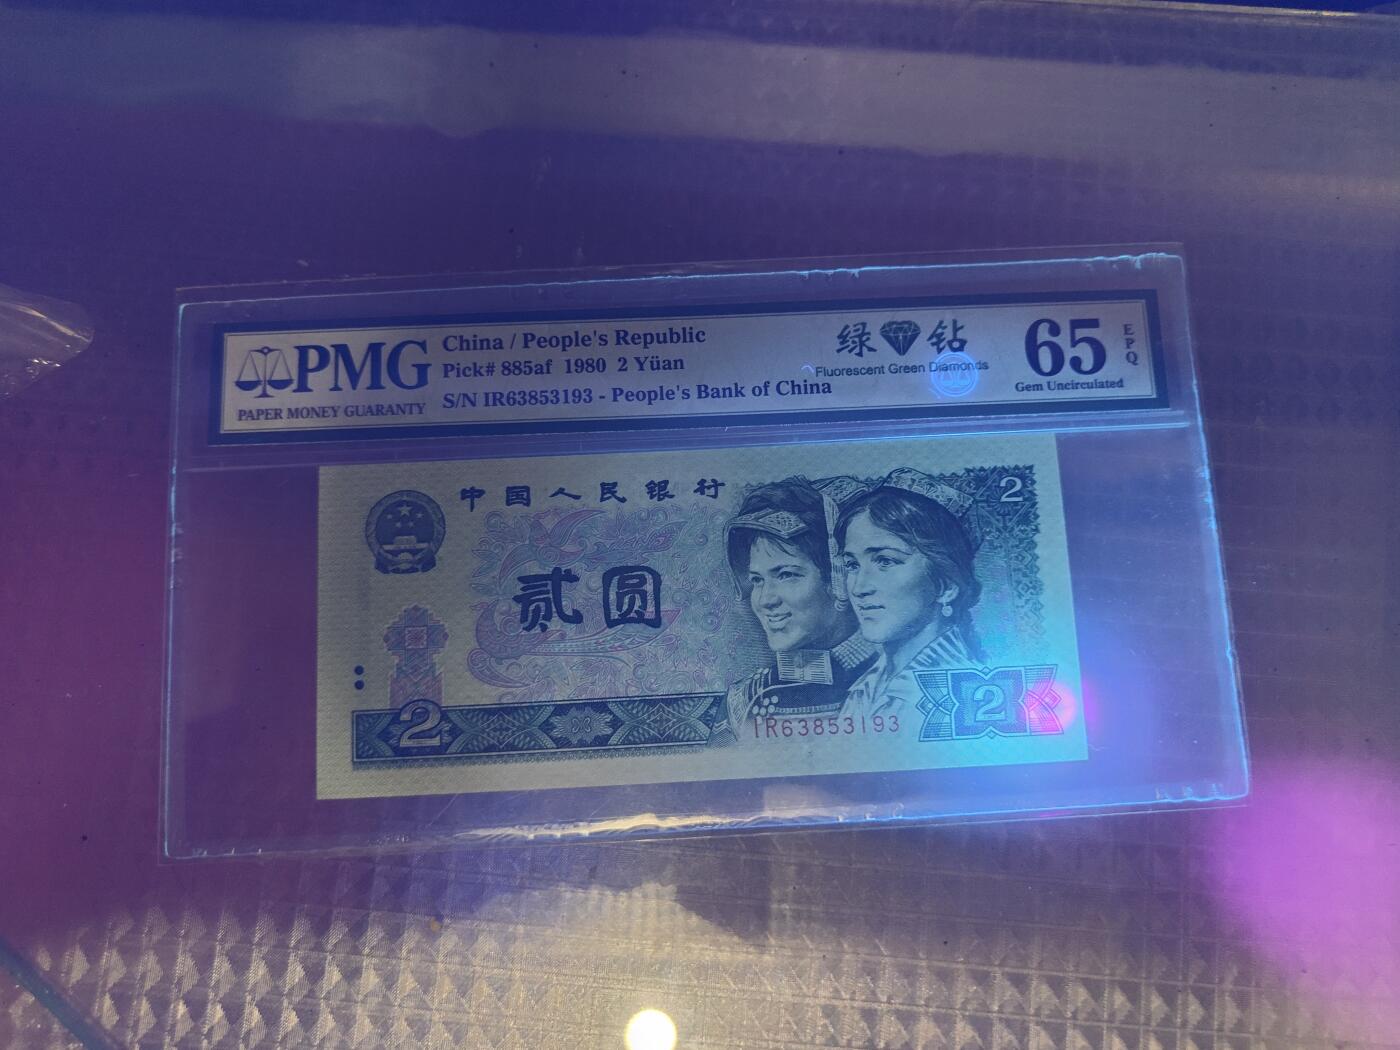 PMG
PAPER MONEY GUARANTY
China / People's Republic
Pick# 885af 1980 2 Yüan
S/N IR63853193 - People's Bank of China
绿钻
Fluorescent Green Diamonds
65
EPQ
Gem Uncirculated
中国人民银行
2
贰圆
2
IR63853193
2